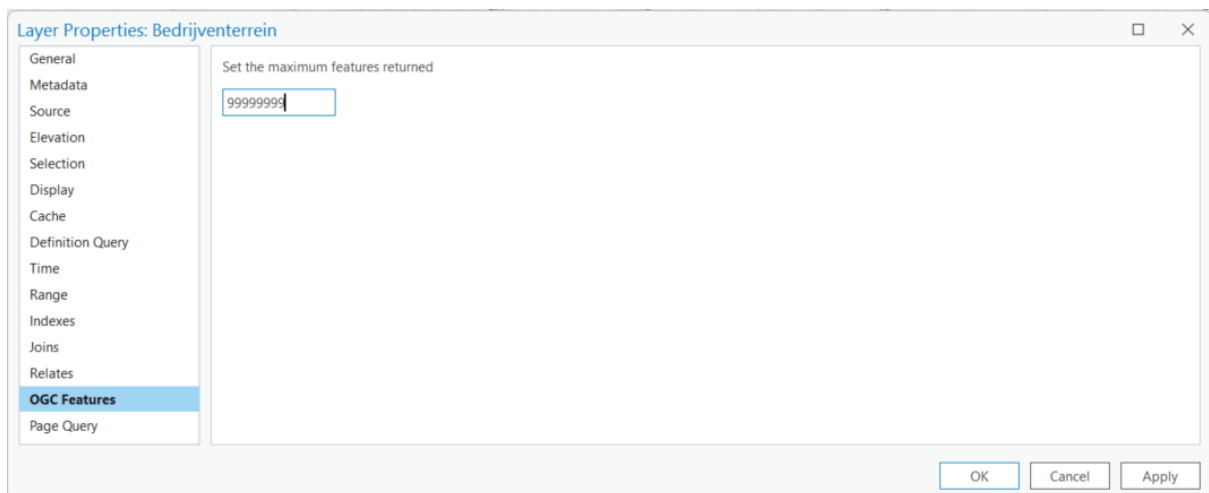 Layer Properties: Bedrijventerrein
General
Metadata
Source
Elevation
Selection
Display
Cache
Definition Query
Time
Range
Indexes
Joins
Relates
OGC Features
Page Query
Set the maximum features returned
99999999
OK Cancel Apply